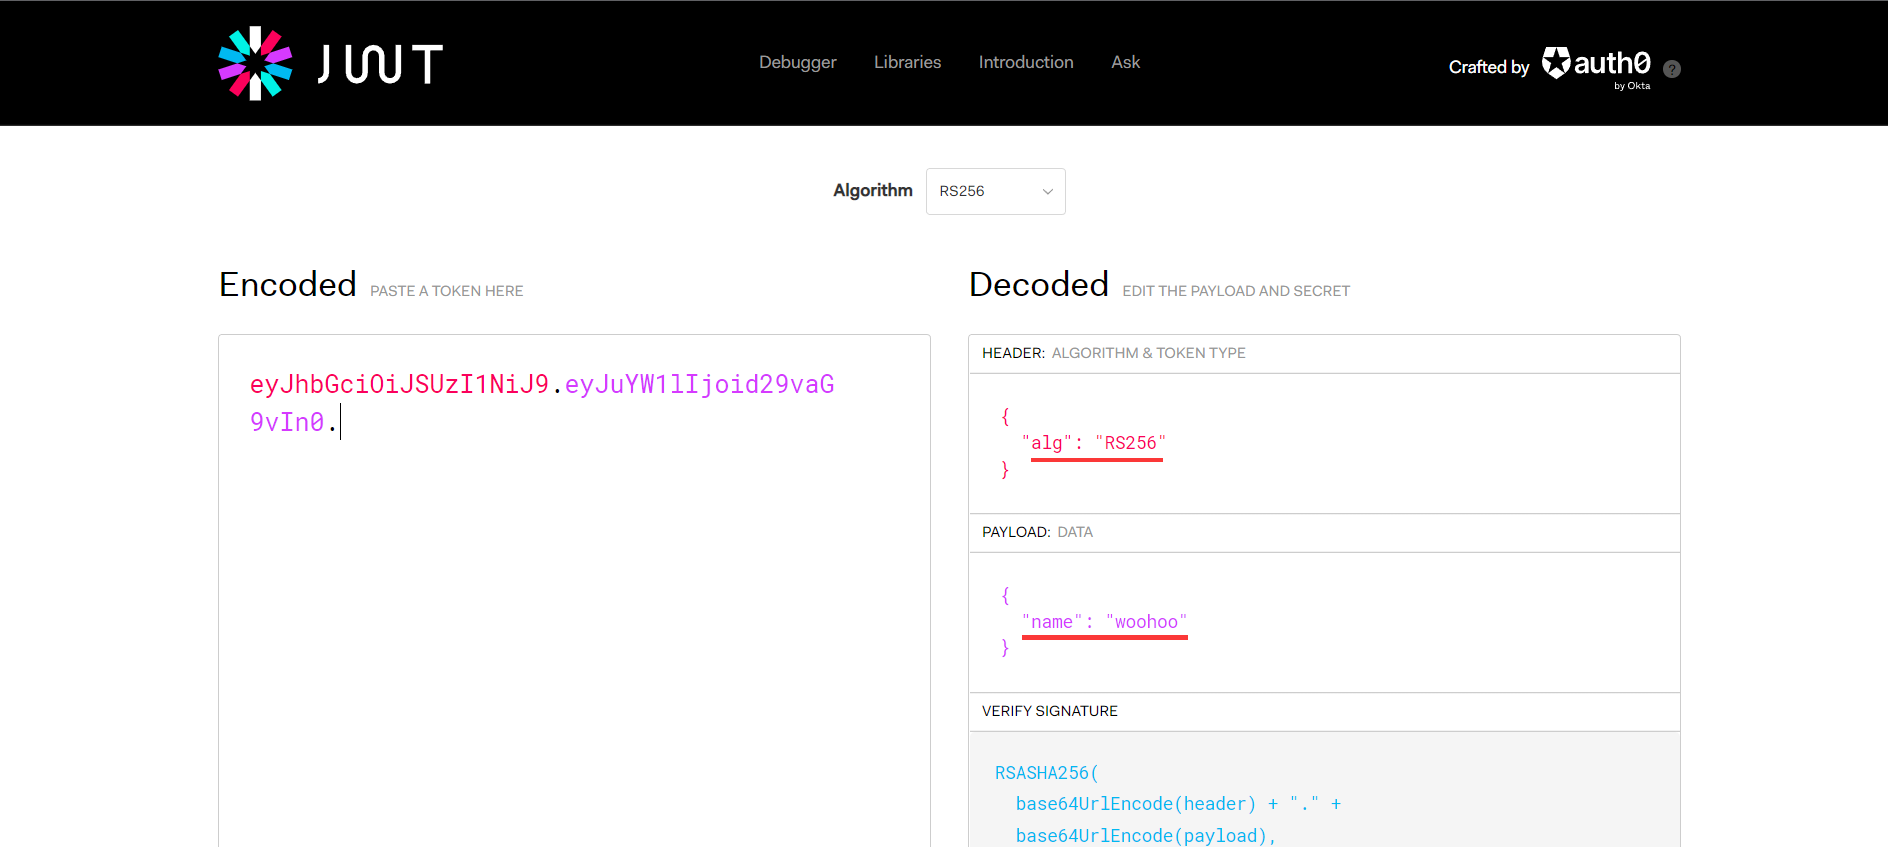 JWT
Debugger Libraries Introduction Ask
Crafted by auth0 ?
by Okta
Algorithm RS256
Encoded PASTE A TOKEN HERE
Decoded EDIT THE PAYLOAD AND SECRET
eyJhbGciOiJSUzI1NiJ9.eyJuYW1lIjoid29vaG
9vIn0.
HEADER: ALGORITHM & TOKEN TYPE
{
"alg": "RS256"
}
PAYLOAD: DATA
{
"name": "woohoo"
}
VERIFY SIGNATURE
RSASHA256(
base64UrlEncode(header) + "." +
base64UrlEncode(payload),